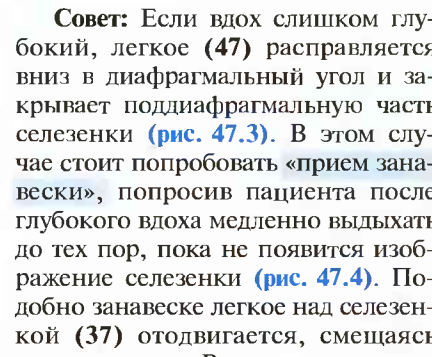 Совет: Если вдох слишком глу-
бокий, легкое (47) расправляется
вниз в диафрагмальный угол и за-
крывает поддиафрагмальную часть
селезенки (рис. 47.3). В этом слу-
чае стоит попробовать «прием зана-
вески», попросив пациента после
глубокого вдоха медленно выдыхать
до тех пор, пока не появится изоб-
ражение селезенки (рис. 47.4). По-
добно занавеске легкое над селезен-
кой (37) отодвигается, смещаясь